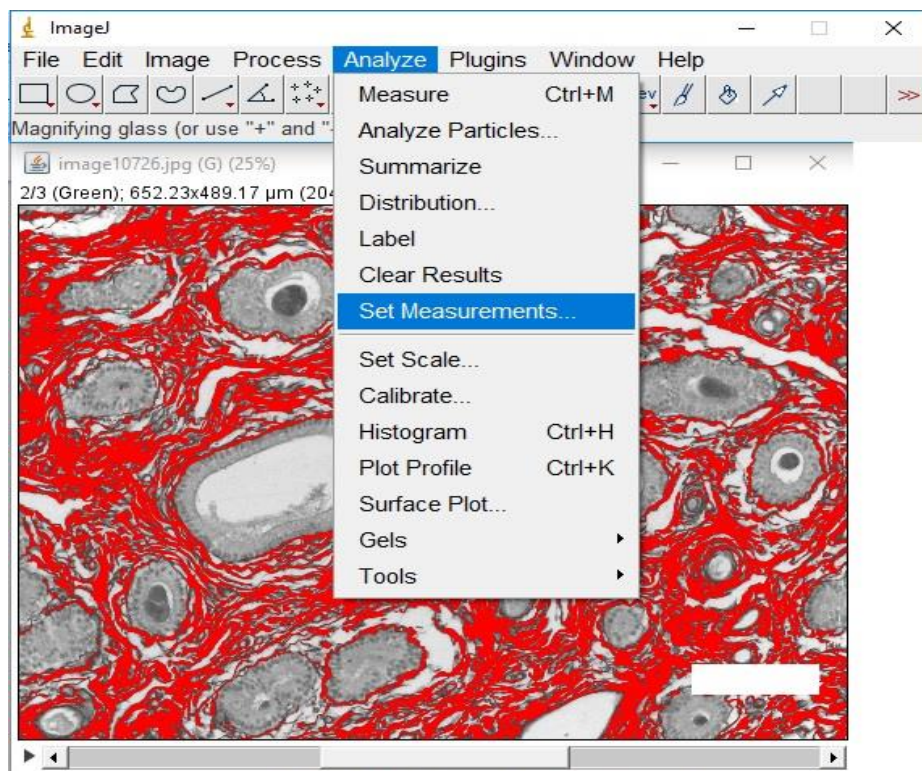 ImageJ
File Edit Image Process Analyze Plugins Window Help
Magnifying glass (or use "+" and "-
image10726.jpg (G) (25%)
2/3 (Green); 652.23x489.17 µm (204
Measure Ctrl+M
Analyze Particles...
Summarize
Distribution...
Label
Clear Results
Set Measurements...
Set Scale...
Calibrate...
Histogram Ctrl+H
Plot Profile Ctrl+K
Surface Plot...
Gels
Tools